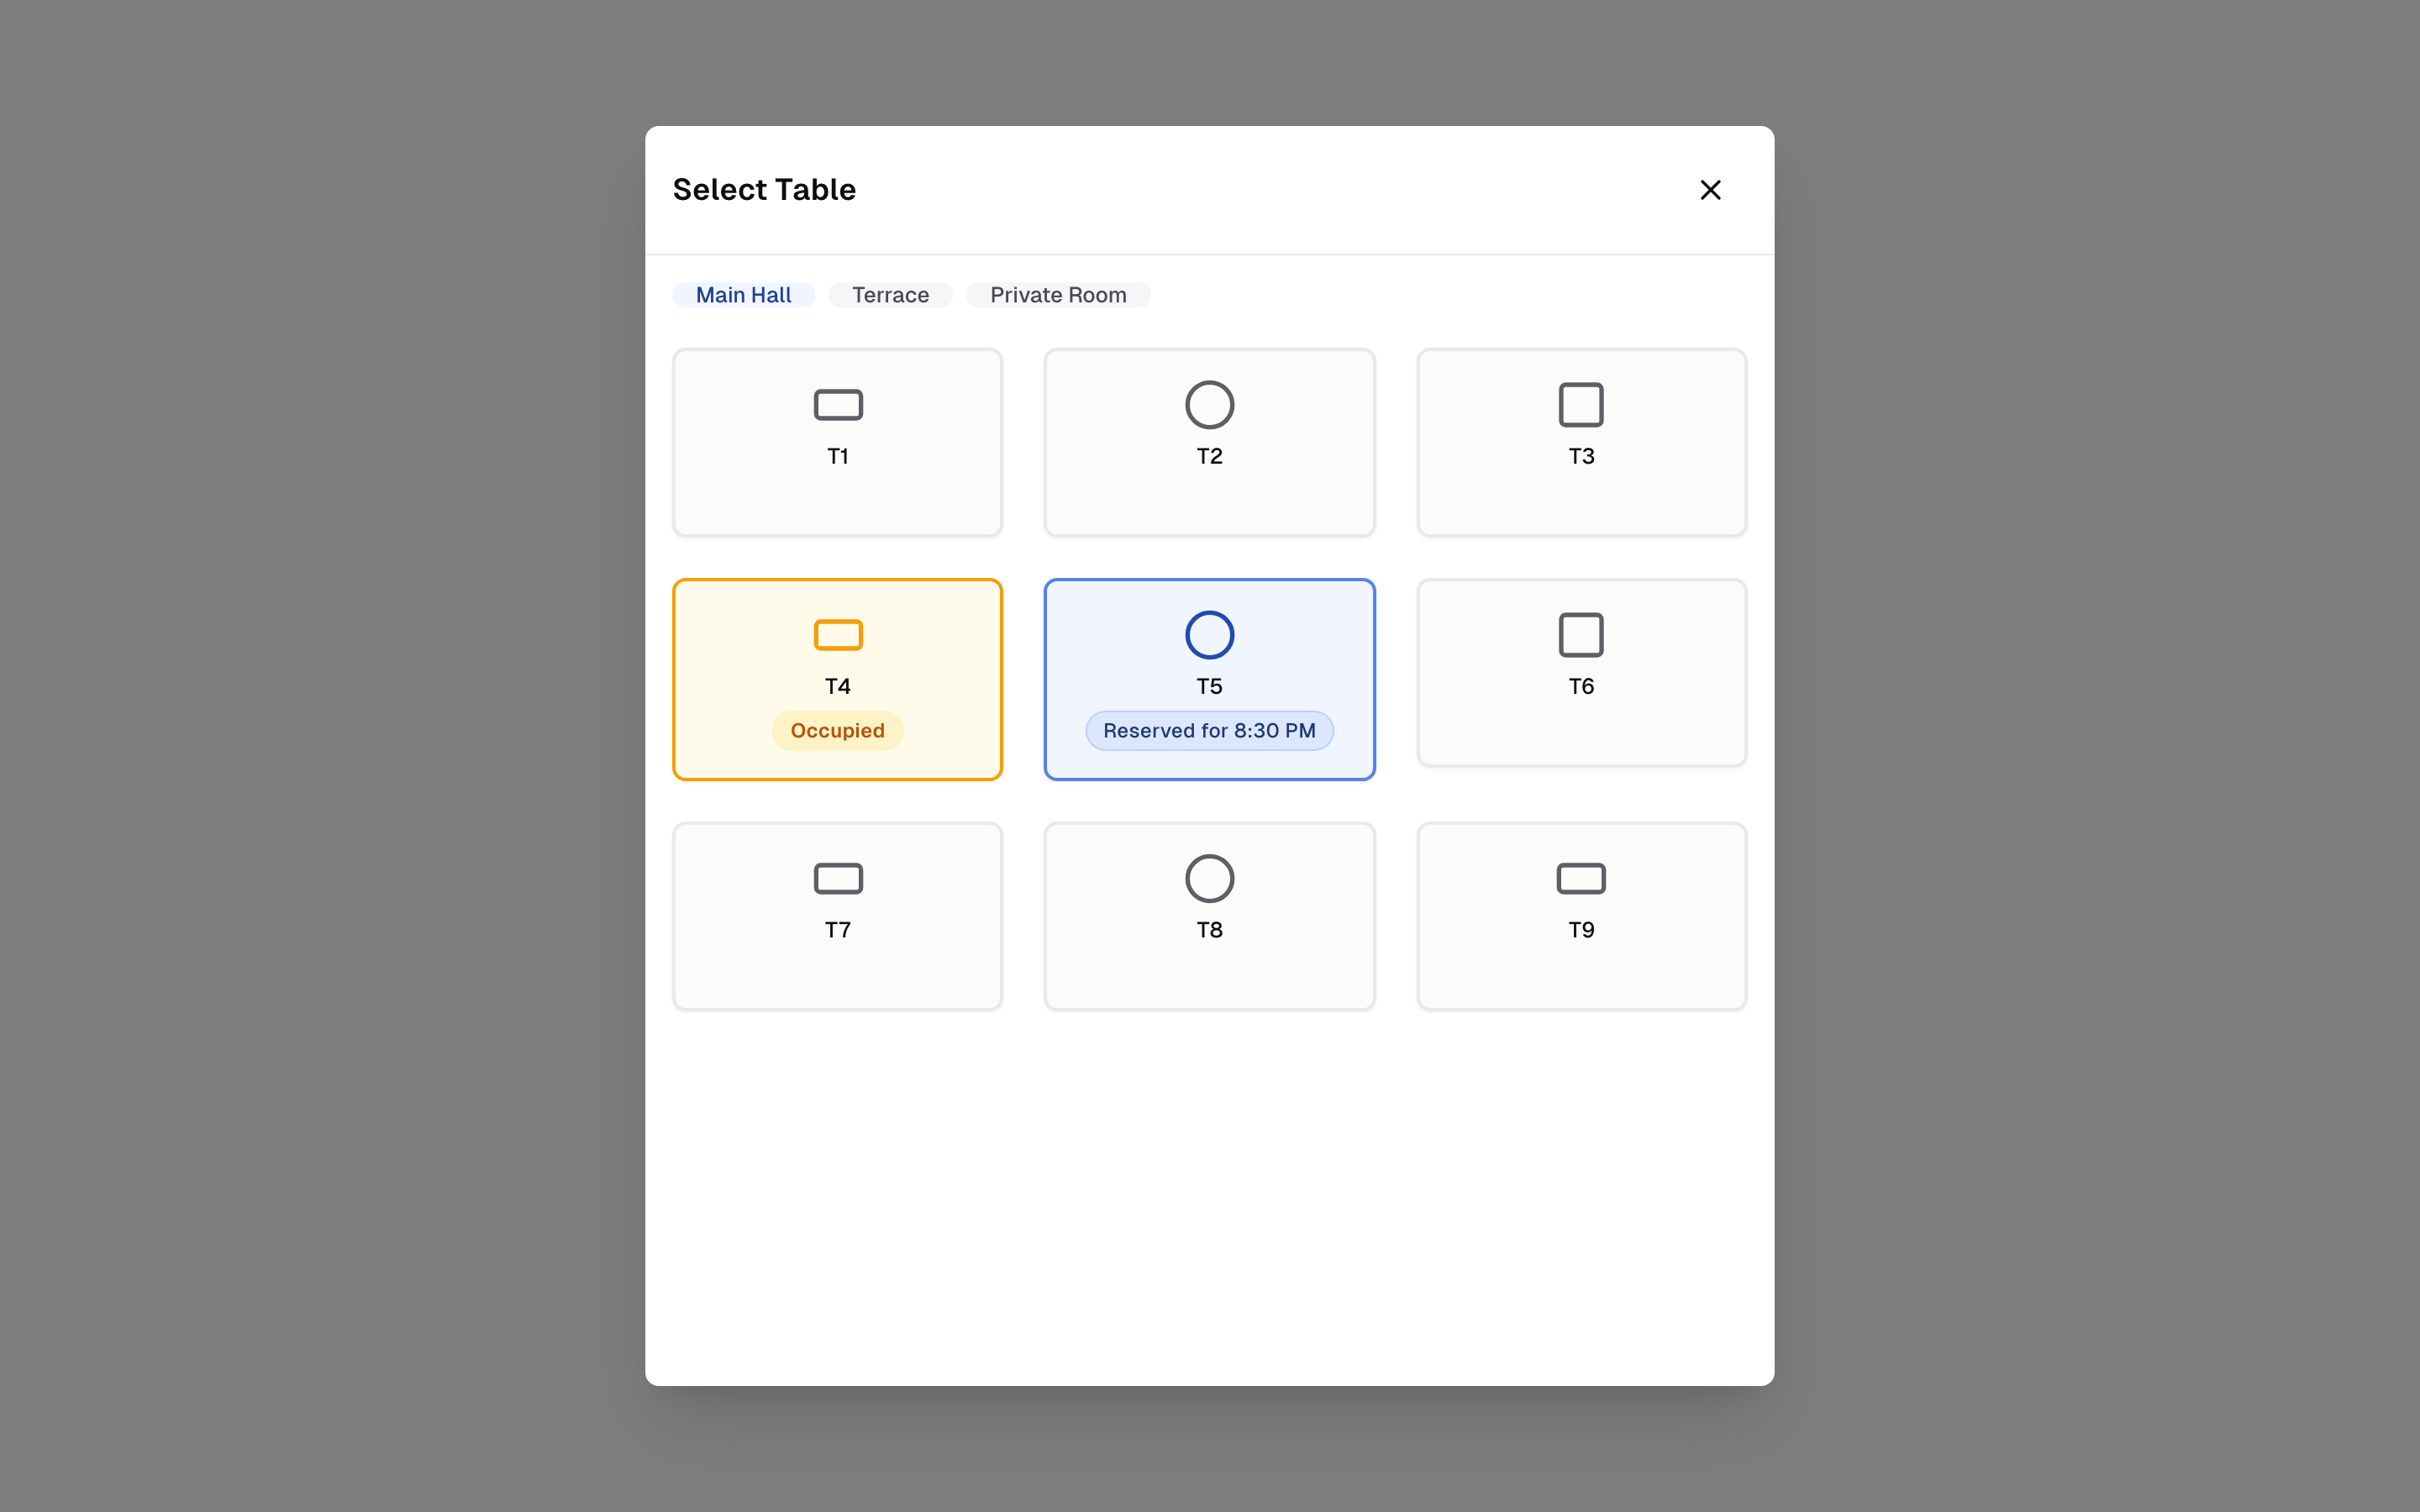 Select Table
Main Hall Terrace Private Room
T1 T2 T3
T4 T5 T6
Occupied Reserved for 8:30 PM
T7 T8 T9